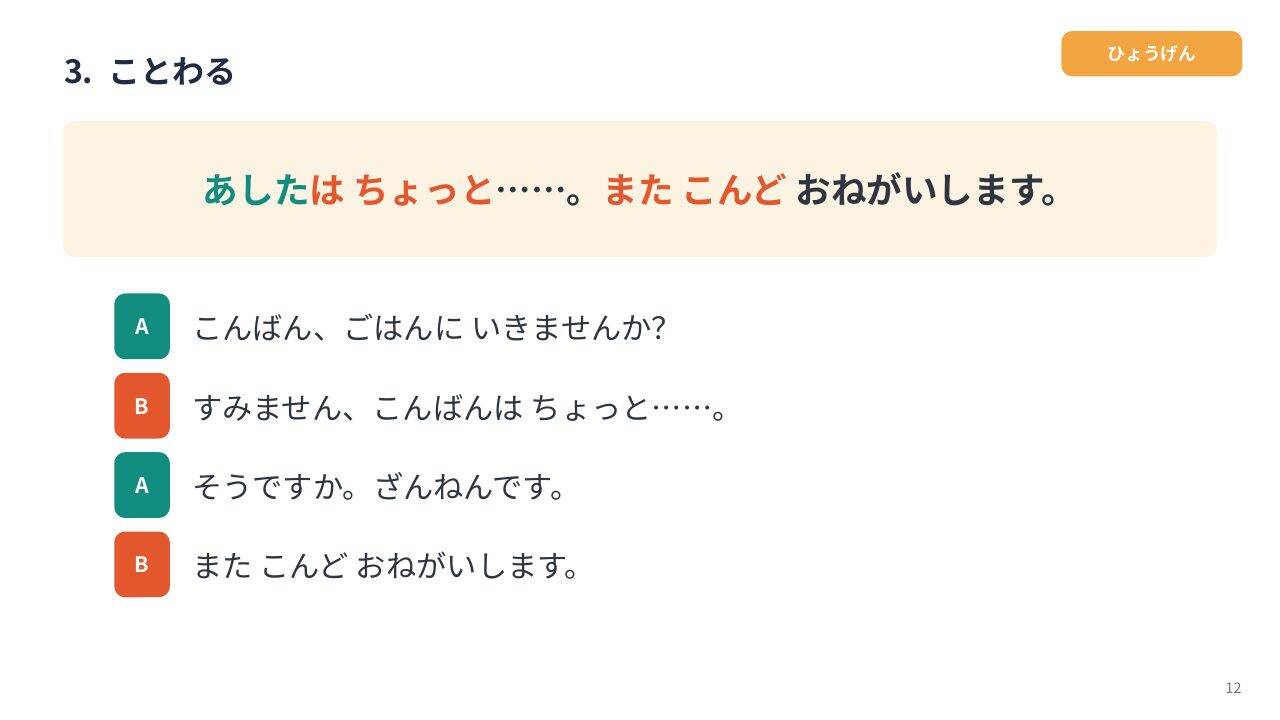 3. ことわる
ひょうげん
あしたは ちょっと……。また こんど おねがいします。
A こんばん、ごはんに いきませんか?
B すみません、こんばんは ちょっと……。
A そうですか。ざんねんです。
B また こんど おねがいします。
12